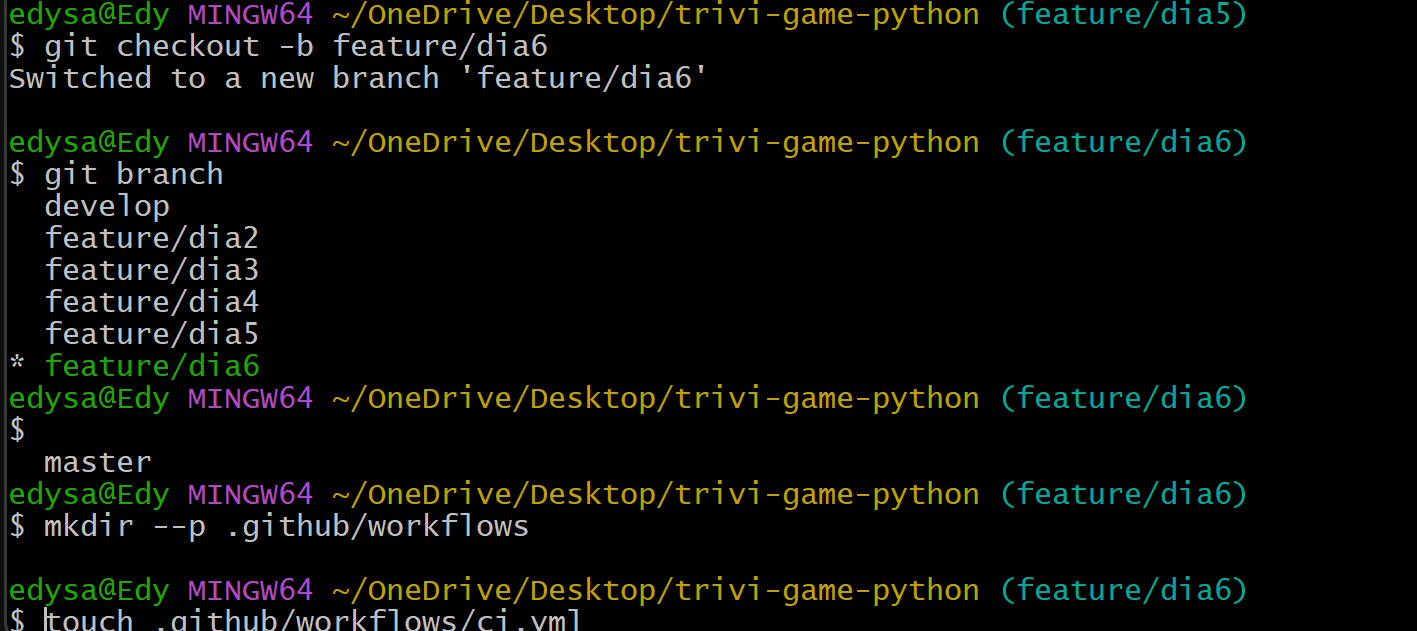 edysa@Edy MINGW64 ~/OneDrive/Desktop/trivi-game-python (feature/dia5)
$ git checkout -b feature/dia6
Switched to a new branch 'feature/dia6'
edysa@Edy MINGW64 ~/OneDrive/Desktop/trivi-game-python (feature/dia6)
$ git branch
  develop
  feature/dia2
  feature/dia3
  feature/dia4
  feature/dia5
* feature/dia6
edysa@Edy MINGW64 ~/OneDrive/Desktop/trivi-game-python (feature/dia6)
$
  master
edysa@Edy MINGW64 ~/OneDrive/Desktop/trivi-game-python (feature/dia6)
$ mkdir --p .github/workflows
edysa@Edy MINGW64 ~/OneDrive/Desktop/trivi-game-python (feature/dia6)
$ touch .github/workflows/ci.yml